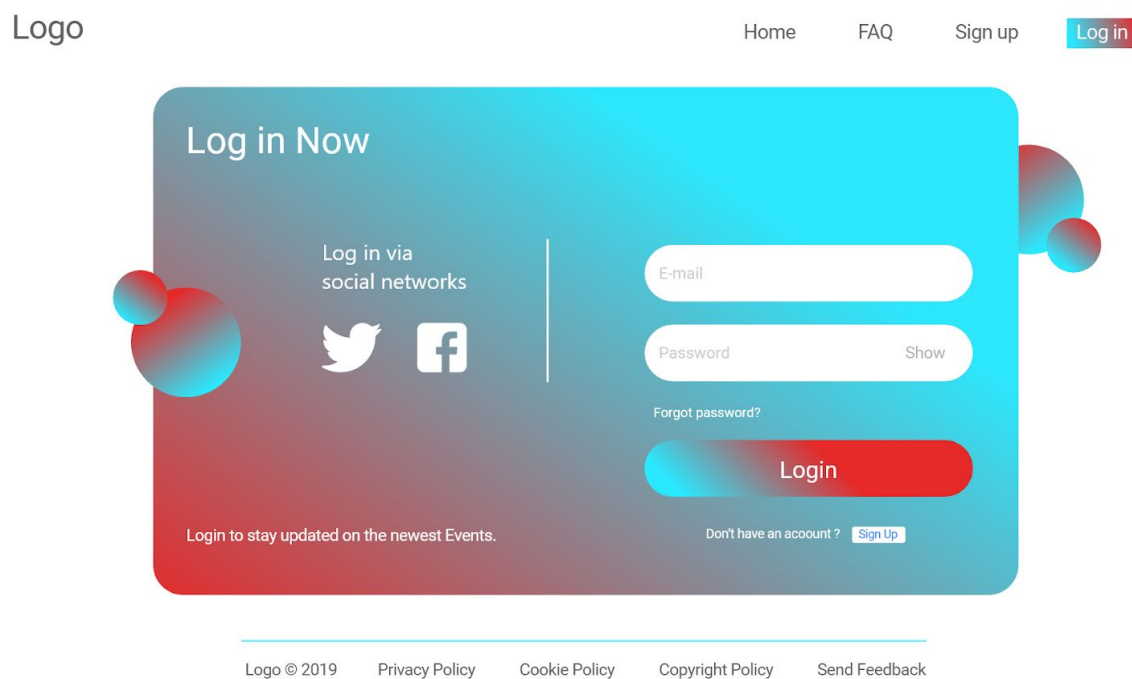 Logo
Home FAQ Sign up Log in
Log in Now
Log in via
social networks
E-mail
Password Show
Forgot password?
Login
Login to stay updated on the newest Events.
Don't have an acoount ? Sign Up
Logo © 2019 Privacy Policy Cookie Policy Copyright Policy Send Feedback